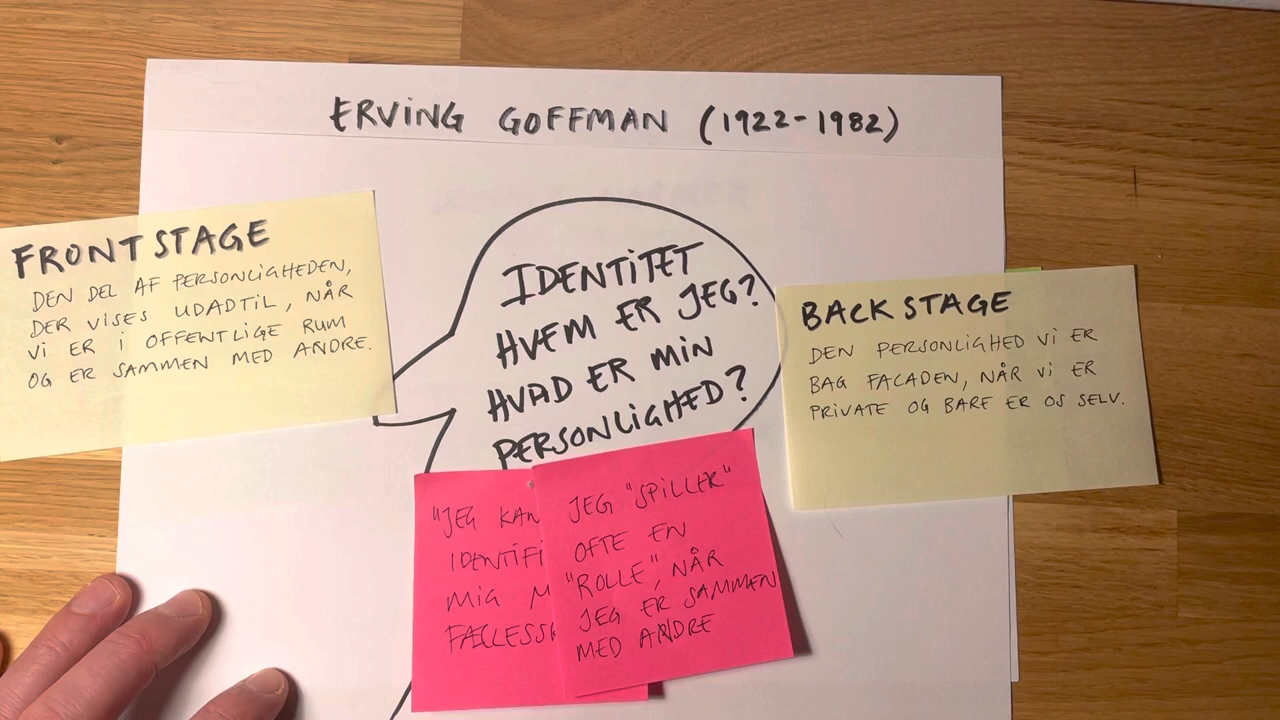 ERVING GOFFMAN (1922-1982)
FRONTSTAGE
DEN DEL AF PERSONLIGHEDEN,
DER VISES UDADTIL, NÅR
Vi ER i OFFENTLIGE RUM
OG ER SAMMEN MED ANDRE.
IDENTITET
HVEM ER JEG?
HVAD ER MIN
PERSONLIGHED?
BACKSTAGE
DEN PERSONLIGHED Vi ER
BAG FACADEN, NÅR Vi ER
PRIVATE OG BARE ER OS SELV.
"JEG KAN
IDENTIFI
MIG M
FÆLLESSK
JEG "SPILLER"
OFTE EN
"ROLLE", NÅR
JEG ER SAMMEN
MED ANDRE